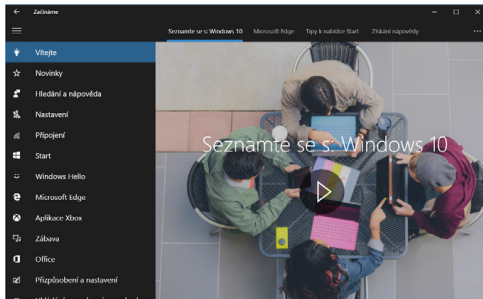 Začínáme
Seznamte se s: Windows 10
Microsoft Edge
Tipy k nabídce Start
Získání nápovědy
Vítejte
Novinky
Hledání a nápověda
Nastavení
Připojení
Start
Windows Hello
Microsoft Edge
Aplikace Xbox
Zábava
Office
Přizpůsobení a nastavení
Seznamte se s: Windows 10